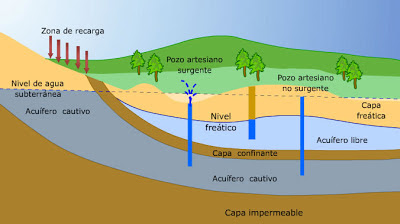 Zona de recarga
Pozo artesiano
surgente
Pozo artesiano
no surgente
Nivel de agua
subterránea
Acuífero cautivo
Capa
freática
Nivel
freático
Acuífero libre
Capa confinante
Acuífero cautivo
Capa impermeable